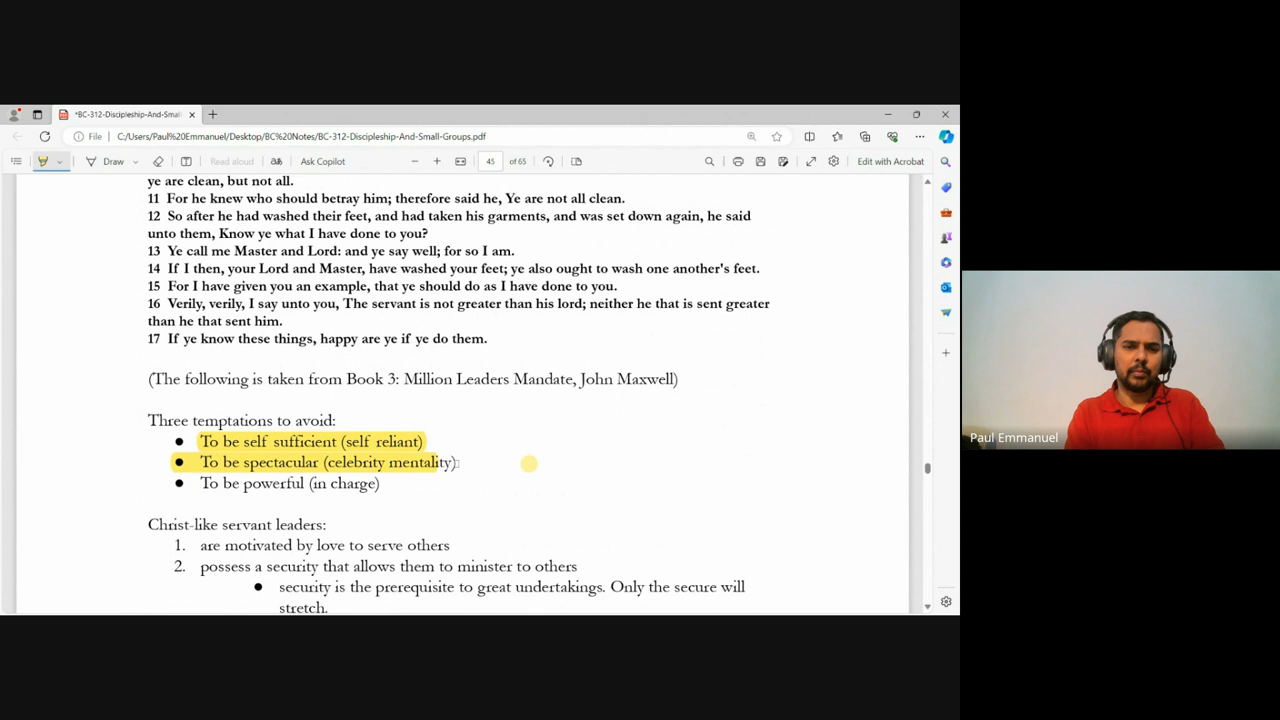 *BC-312-Discipleship-And-Small-
File
C:/Users/Paul%20Emmanuel/Desktop/BC%20Notes/BC-312-Discipleship-And-Small-Groups.pdf
Draw
Read aloud
Ask Copilot
45
of 65
Edit with Acrobat
ye are clean, but not all.
11 For he knew who should betray him; therefore said he, Ye are not all clean.
12 So after he had washed their feet, and had taken his garments, and was set down again, he said
unto them, Know ye what I have done to you?
13 Ye call me Master and Lord: and ye say well; for so I am.
14 If I then, your Lord and Master, have washed your feet; ye also ought to wash one another's feet.
15 For I have given you an example, that ye should do as I have done to you.
16 Verily, verily, I say unto you, The servant is not greater than his lord; neither he that is sent greater
than he that sent him.
17 If ye know these things, happy are ye if ye do them.
(The following is taken from Book 3: Million Leaders Mandate, John Maxwell)
Three temptations to avoid:
● To be self sufficient (self reliant)
● To be spectacular (celebrity mentality)
● To be powerful (in charge)
Christ-like servant leaders:
1. are motivated by love to serve others
2. possess a security that allows them to minister to others
● security is the prerequisite to great undertakings. Only the secure will
stretch.
Paul Emmanuel